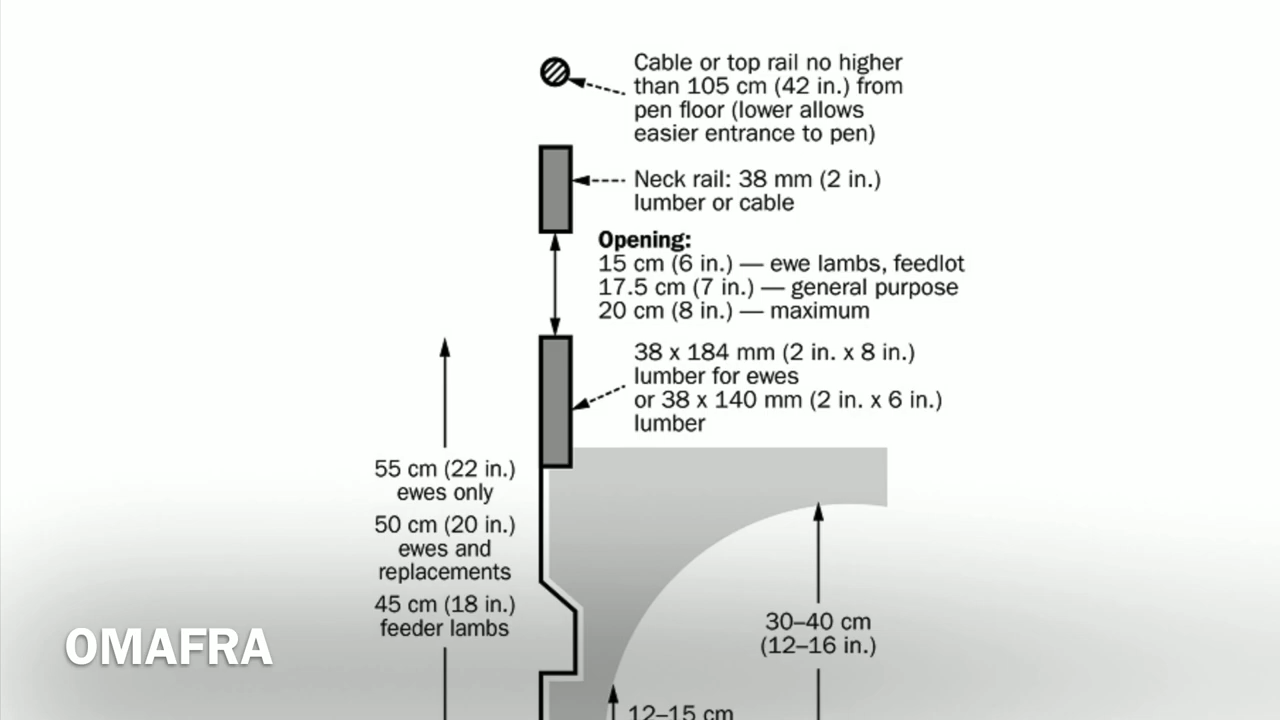 Cable or top rail no higher
than 105 cm (42 in.) from
pen floor (lower allows
easier entrance to pen)
Neck rail: 38 mm (2 in.)
lumber or cable
Opening:
15 cm (6 in.) — ewe lambs, feedlot
17.5 cm (7 in.) — general purpose
20 cm (8 in.) — maximum
38 x 184 mm (2 in. x 8 in.)
lumber for ewes
or 38 x 140 mm (2 in. x 6 in.)
lumber
55 cm (22 in.)
ewes only
50 cm (20 in.)
ewes and
replacements
45 cm (18 in.)
feeder lambs
30–40 cm
(12–16 in.)
12–15 cm
OMAFRA